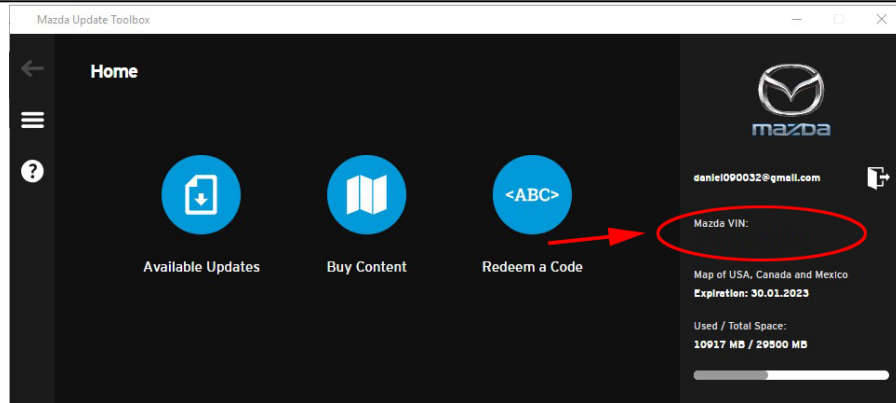 Mazda Update Toolbox
Home
<ABC>
Available Updates
Buy Content
Redeem a Code
mazda
daniel090032@gmail.com
Mazda VIN:
Map of USA, Canada and Mexico
Expiration: 30.01.2023
Used / Total Space:
10917 MB / 29500 MB